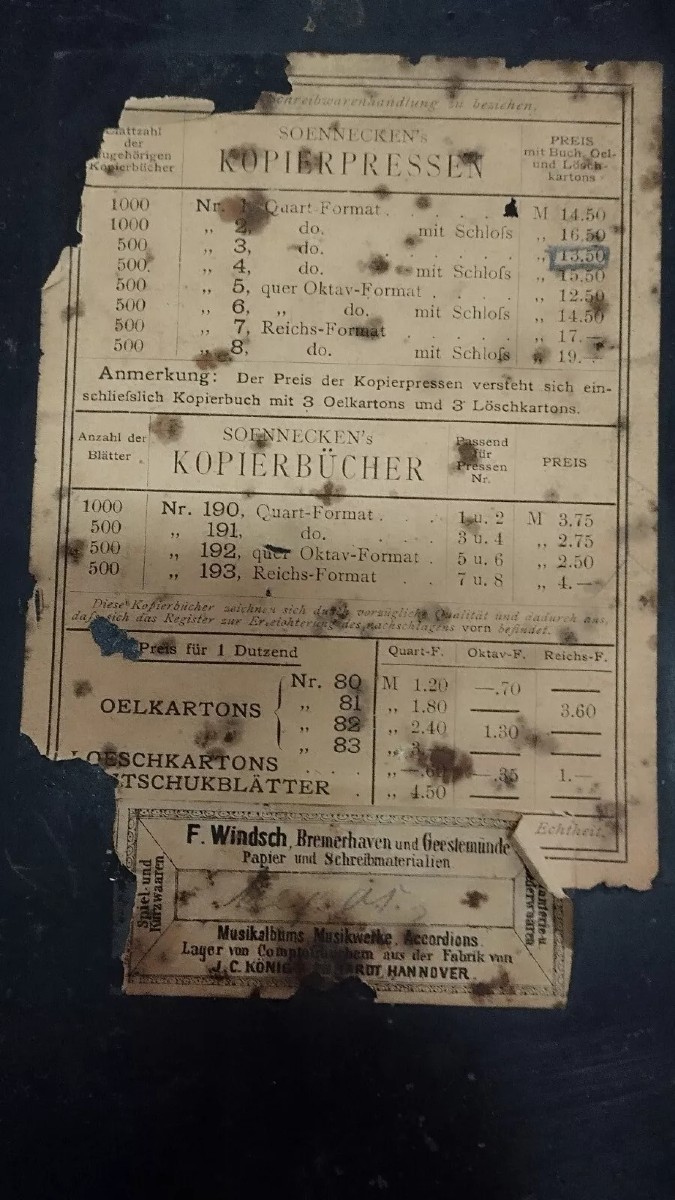 Schreibwarenhandlung zu beziehen.
Blattzahl
der
zugehörigen
Kopierbücher
SOENNECKEN's
KOPIERPRESSEN
PREIS
mit Buch, Oel-
und Lösch-
kartons
1000 Nr. 1, Quart-Format . . . . . M 14.50
1000 „ 2, do. mit Schloſs „ 16.50
500 „ 3, do. . . . . . . „ 13.50
500 „ 4, do. mit Schloſs „ 15.50
500 „ 5, quer Oktav-Format . . . . „ 12.50
500 „ 6, „ do. mit Schloſs „ 14.50
500 „ 7, Reichs-Format . . . . . „ 17.—
500 „ 8, do. mit Schloſs „ 19.—
Anmerkung: Der Preis der Kopierpressen versteht sich ein-
schlieſslich Kopierbuch mit 3 Oelkartons und 3 Löschkartons.
Anzahl der
Blätter
SOENNECKEN's
KOPIERBÜCHER
Passend
für
Pressen
Nr.
PREIS
1000 Nr. 190, Quart-Format . . 1 u. 2 M 3.75
500 „ 191, do. 3 u. 4 „ 2.75
500 „ 192, quer Oktav-Format . 5 u. 6 „ 2.50
500 „ 193, Reichs-Format . . 7 u. 8 „ 4.—
Diese Kopierbücher zeichnen sich durch vorzügliche Qualität und dadurch aus,
daſs sich das Register zur Erleichterung des Nachschlagens vorn befindet.
Preis für 1 Dutzend Quart-F. Oktav-F. Reichs-F.
OELKARTONS
Nr. 80 M 1.20 —.70 ——
„ 81 „ 1.80 —— 3.60
„ 82 „ 2.40 1.30 ——
„ 83 „ 3. ——
LOESCHKARTONS . . . . „ —.60 —.35 1.—
TSCHUKBLÄTTER . „ 4.50 —— ——
Echtheit.
F. Windsch, Bremerhaven und Geestemünde
Papier und Schreibmaterialien
Spiel- und
Kurzwaaren
Musikalbums, Musikwerke, Accordions.
Lager von Comptoirbüchern aus der Fabrik von
J. C. KÖNIG HARDT, HANNOVER.